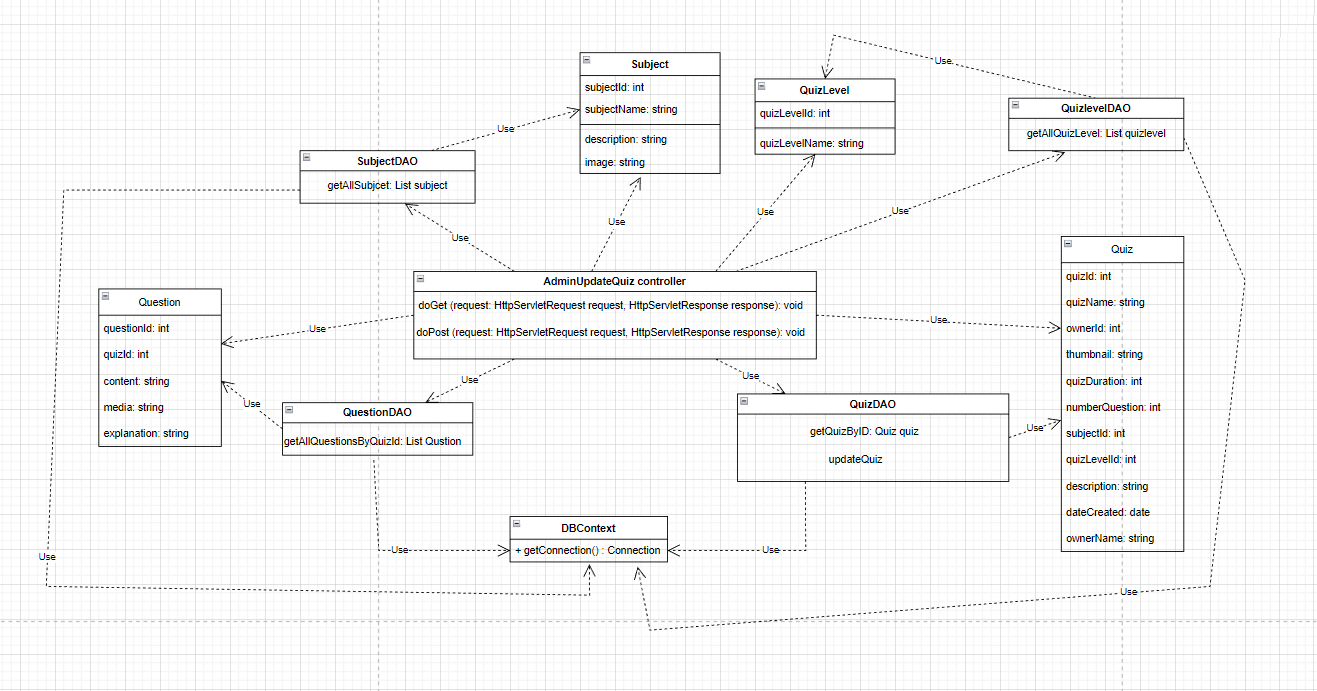 Subject
subjectId: int
subjectName: string
description: string
image: string
QuizLevel
quizLevelId: int
quizLevelName: string
Use
QuizlevelDAO
getAllQuizLevel: List quizlevel
Use
SubjectDAO
getAllSubjcet: List subject
Use
Use
Use
Use
AdminUpdateQuiz controller
doGet (request: HttpServletRequest request, HttpServletResponse response): void
doPost (request: HttpServletRequest request, HttpServletResponse response): void
Question
questionId: int
quizId: int
content: string
media: string
explanation: string
Use
Use
Quiz
quizId: int
quizName: string
ownerId: int
thumbnail: string
quizDuration: int
numberQuestion: int
subjectId: int
quizLevelId: int
description: string
dateCreated: date
ownerName: string
Use
Use
Use
QuestionDAO
getAllQuestionsByQuizId: List Qustion
QuizDAO
getQuizByID: Quiz quiz
updateQuiz
Use
DBContext
+ getConnection() : Connection
Use
Use
Use
Use